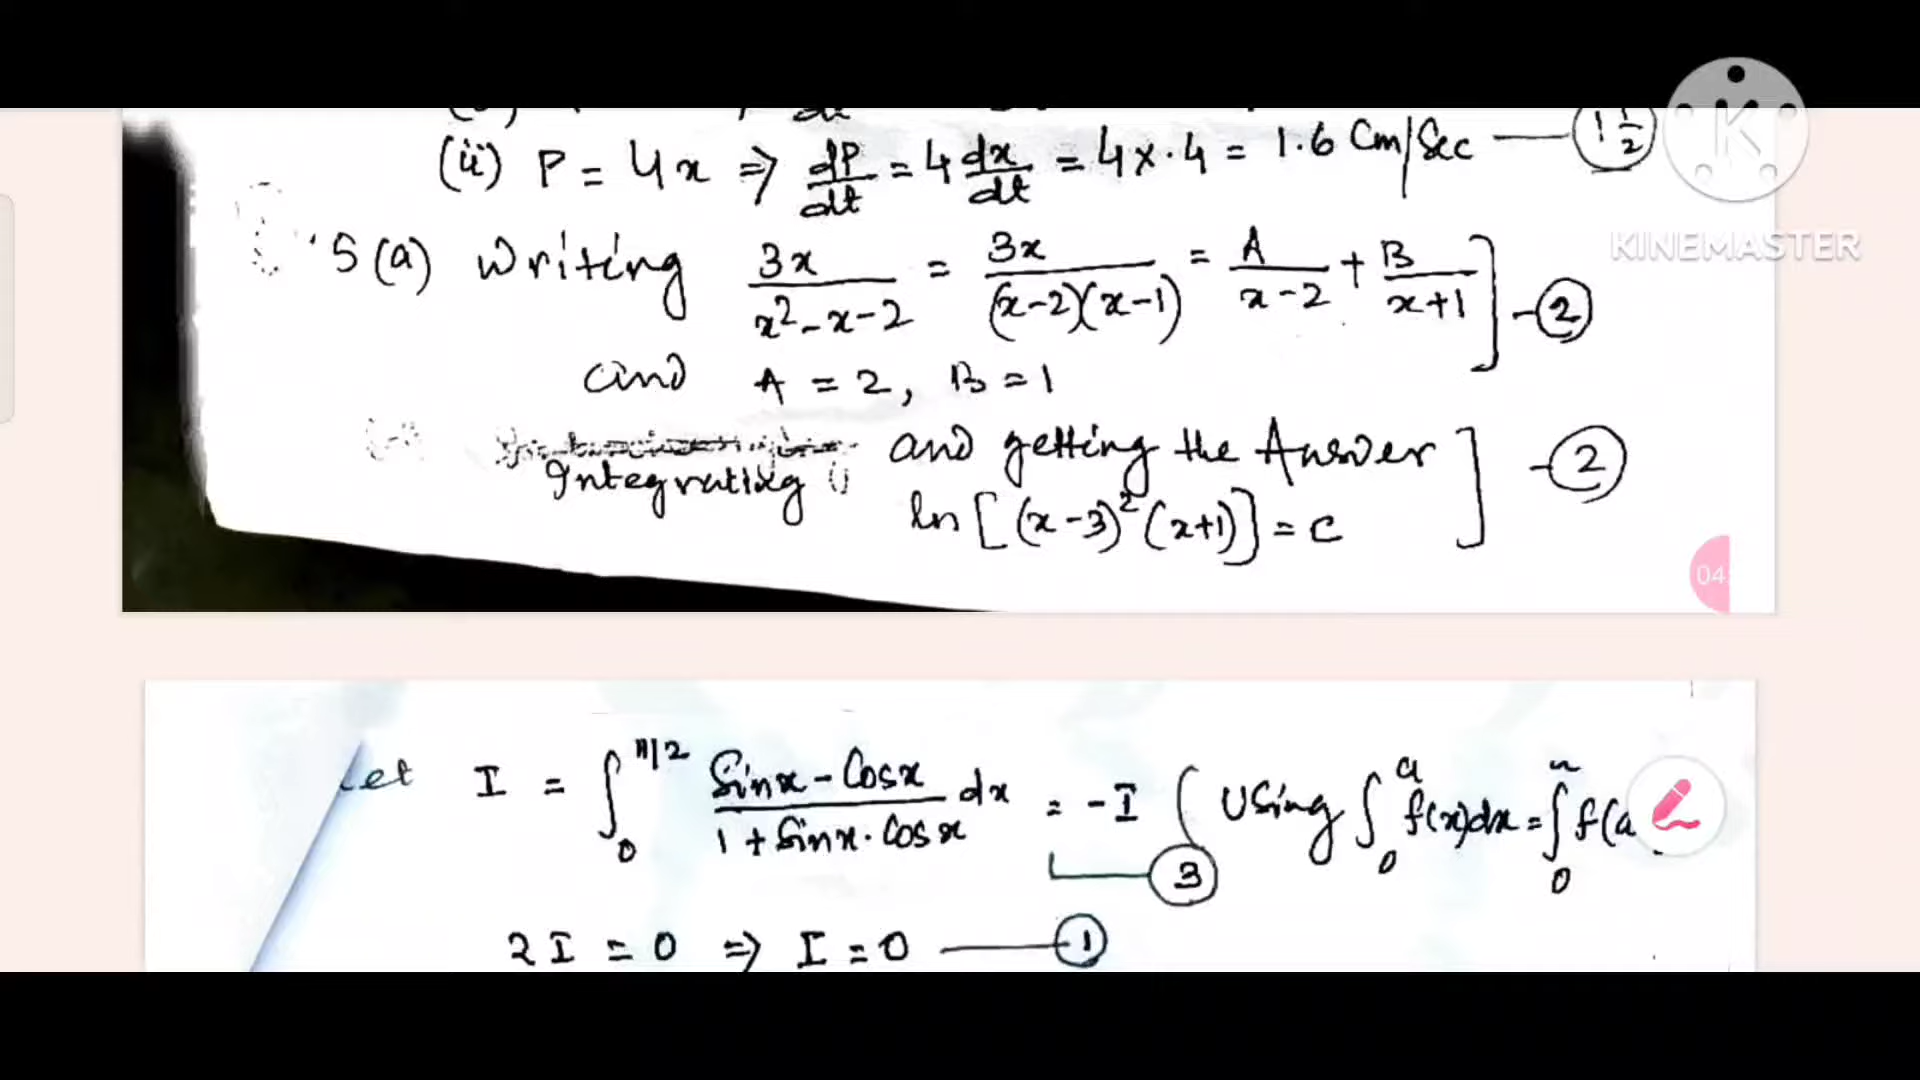 (ii) P = 4x ⇒ dP/dt = 4 dx/dt = 4 x .4 = 1.6 Cm/Sec — (1 1/2)
KINEMASTER
5(a) Writing 3x/(x²-x-2) = 3x/((x-2)(x-1)) = A/(x-2) + B/(x+1) ] - (2)
and A = 2, B = 1
Integrating and getting the Answer ] - (2)
ln[(x-3)²(x+1)] = c
04
Let I = ∫₀^(π/2) (Sinx - Cosx)/(1 + Sinx.Cosx) dx = -I (Using ∫₀^a f(x)dx = ∫₀ f(a
(3)
2I = 0 ⇒ I = 0 — (1)